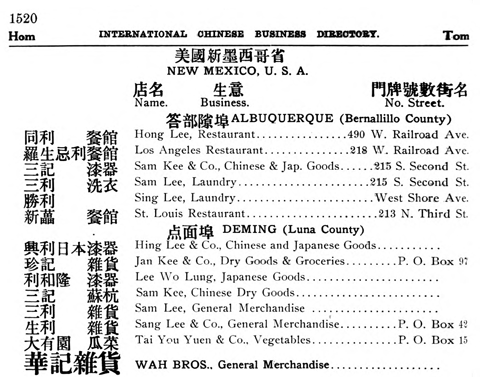 1520
Hom INTERNATIONAL CHINESE BUSINESS DIRECTORY. Tom
美國新墨西哥省
NEW MEXICO, U. S. A.
店名 生意 門牌號數街名
Name. Business. No. Street.
答部隙埠 ALBUQUERQUE (Bernallillo County)
同利 餐館 Hong Lee, Restaurant................490 W. Railroad Ave.
羅生忌利餐館 Los Angeles Restaurant..............218 W. Railroad Ave.
三記 漆器 Sam Kee & Co., Chinese & Jap. Goods.....215 S. Second St.
三利 洗衣 Sam Lee, Laundry....................215 S. Second St.
勝利 Sing Lee, Laundry....................West Shore Ave.
新藟 餐館 St. Louis Restaurant...................213 N. Third St.
点面埠 DEMING (Luna County)
興利日本漆器 Hing Lee & Co., Chinese and Japanese Goods...........
珍記 雜貨 Jan Kee & Co., Dry Goods & Groceries........P. O. Box 97
利和隆 漆器 Lee Wo Lung, Japanese Goods....................
三記 蘇杭 Sam Kee, Chinese Dry Goods....................
三利 雜貨 Sam Lee, General Merchandise ...................
生利 雜貨 Sang Lee & Co., General Merchandise.........P. O. Box 42
大有園 瓜菜 Tai You Yuen & Co., Vegetables............P. O. Box 15
華記雜貨 WAH BROS., General Merchandise..................